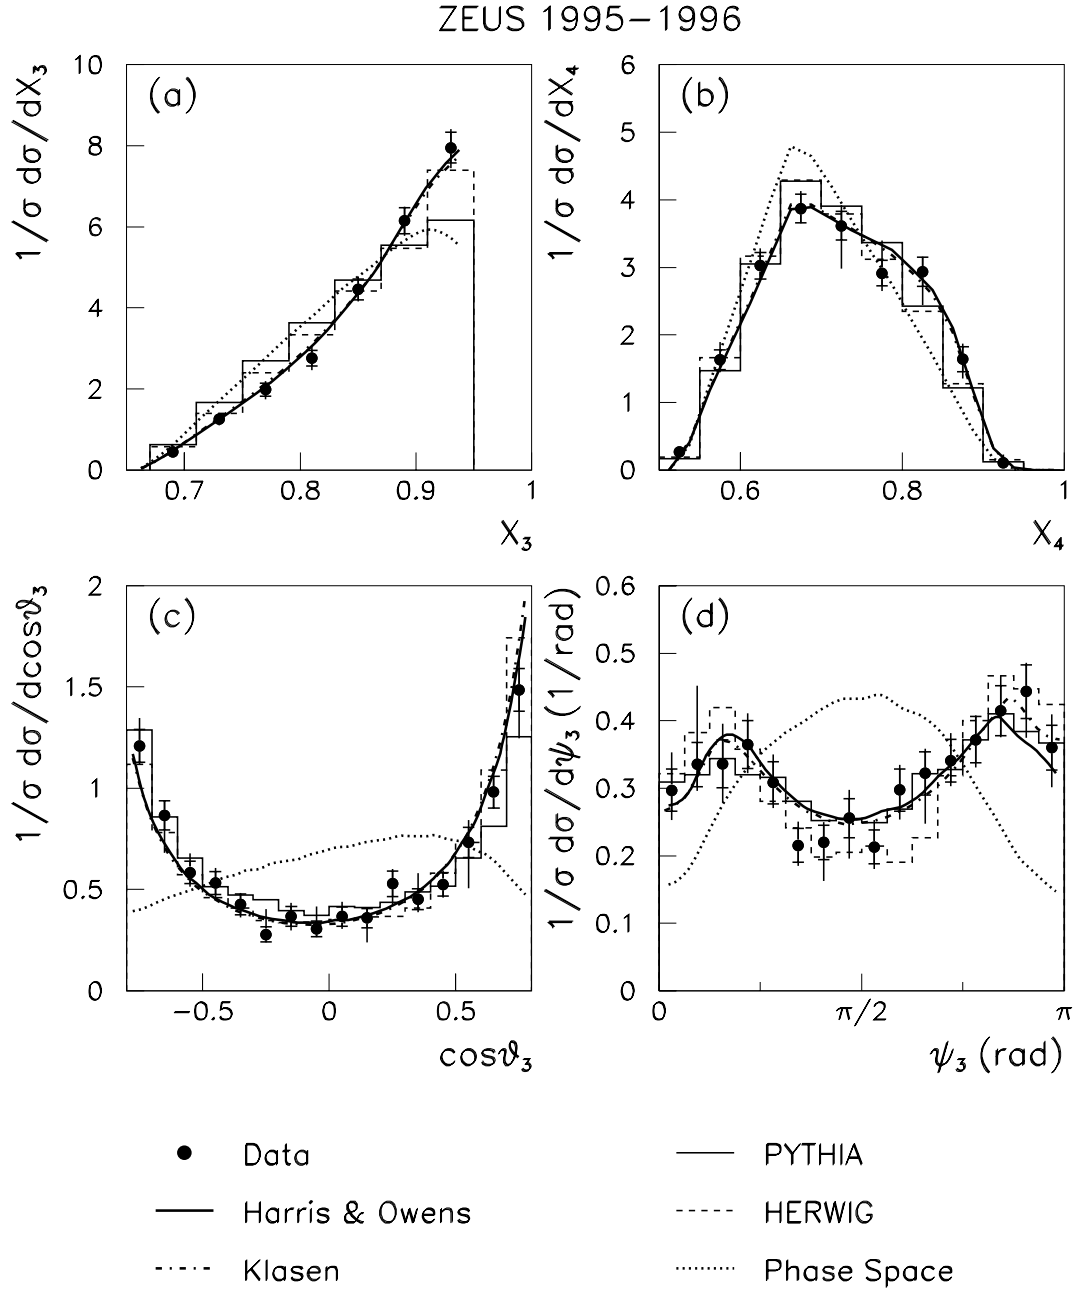 ZEUS 1995-1996
(a)
1/σ dσ/dX₃
10
8
6
4
2
0
0.7 0.8 0.9 1
X₃
(b)
1/σ dσ/dX₄
6
5
4
3
2
1
0
0.6 0.8 1
X₄
(c)
1/σ dσ/dcosϑ₃
2
1.5
1
0.5
0
−0.5 0 0.5
cosϑ₃
(d)
1/σ dσ/dψ₃ (1/rad)
0.6
0.5
0.4
0.3
0.2
0.1
0
0 π/2 π
ψ₃ (rad)
Data
Harris & Owens
Klasen
PYTHIA
HERWIG
Phase Space